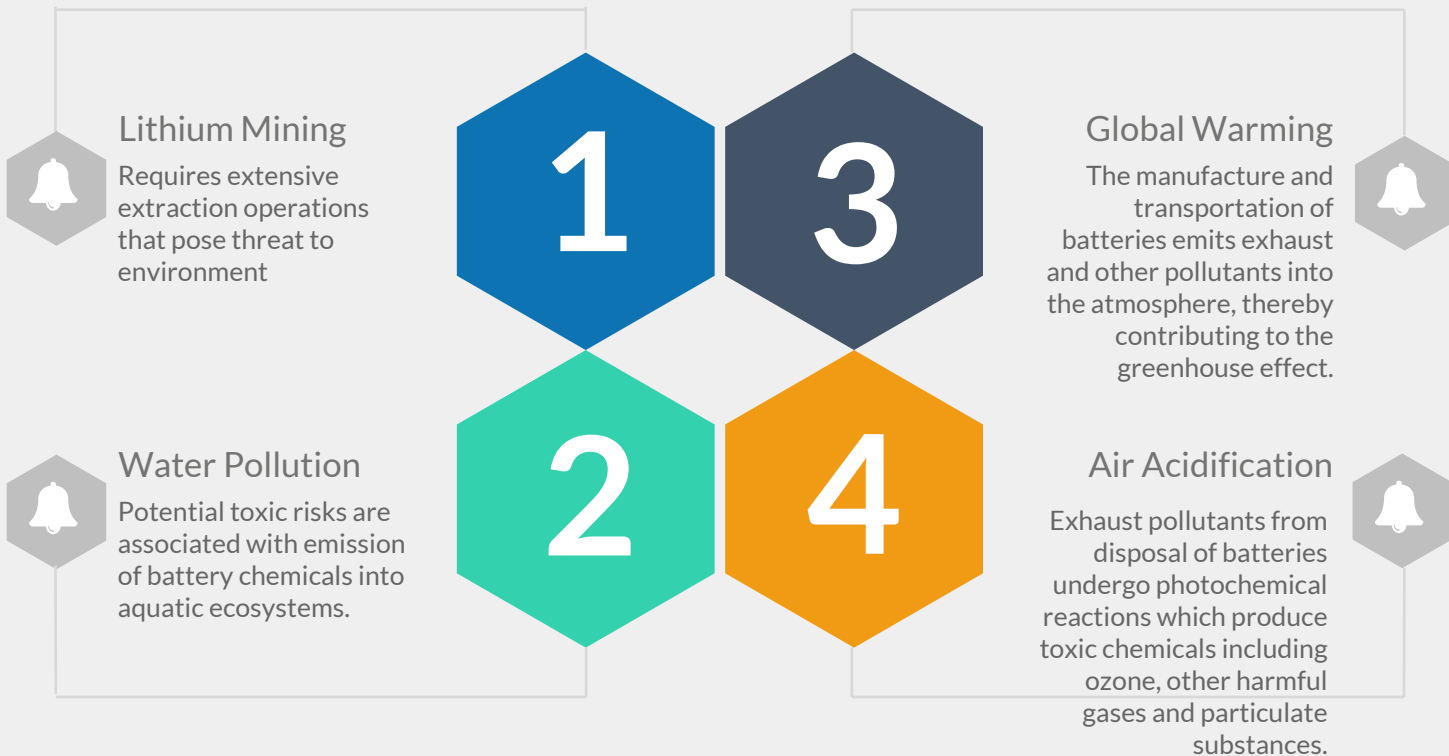 1
Lithium Mining
Requires extensive
extraction operations
that pose threat to
environment
2
Water Pollution
Potential toxic risks are
associated with emission
of battery chemicals into
aquatic ecosystems.
3
Global Warming
The manufacture and
transportation of
batteries emits exhaust
and other pollutants into
the atmosphere, thereby
contributing to the
greenhouse effect.
4
Air Acidification
Exhaust pollutants from
disposal of batteries
undergo photochemical
reactions which produce
toxic chemicals including
ozone, other harmful
gases and particulate
substances.